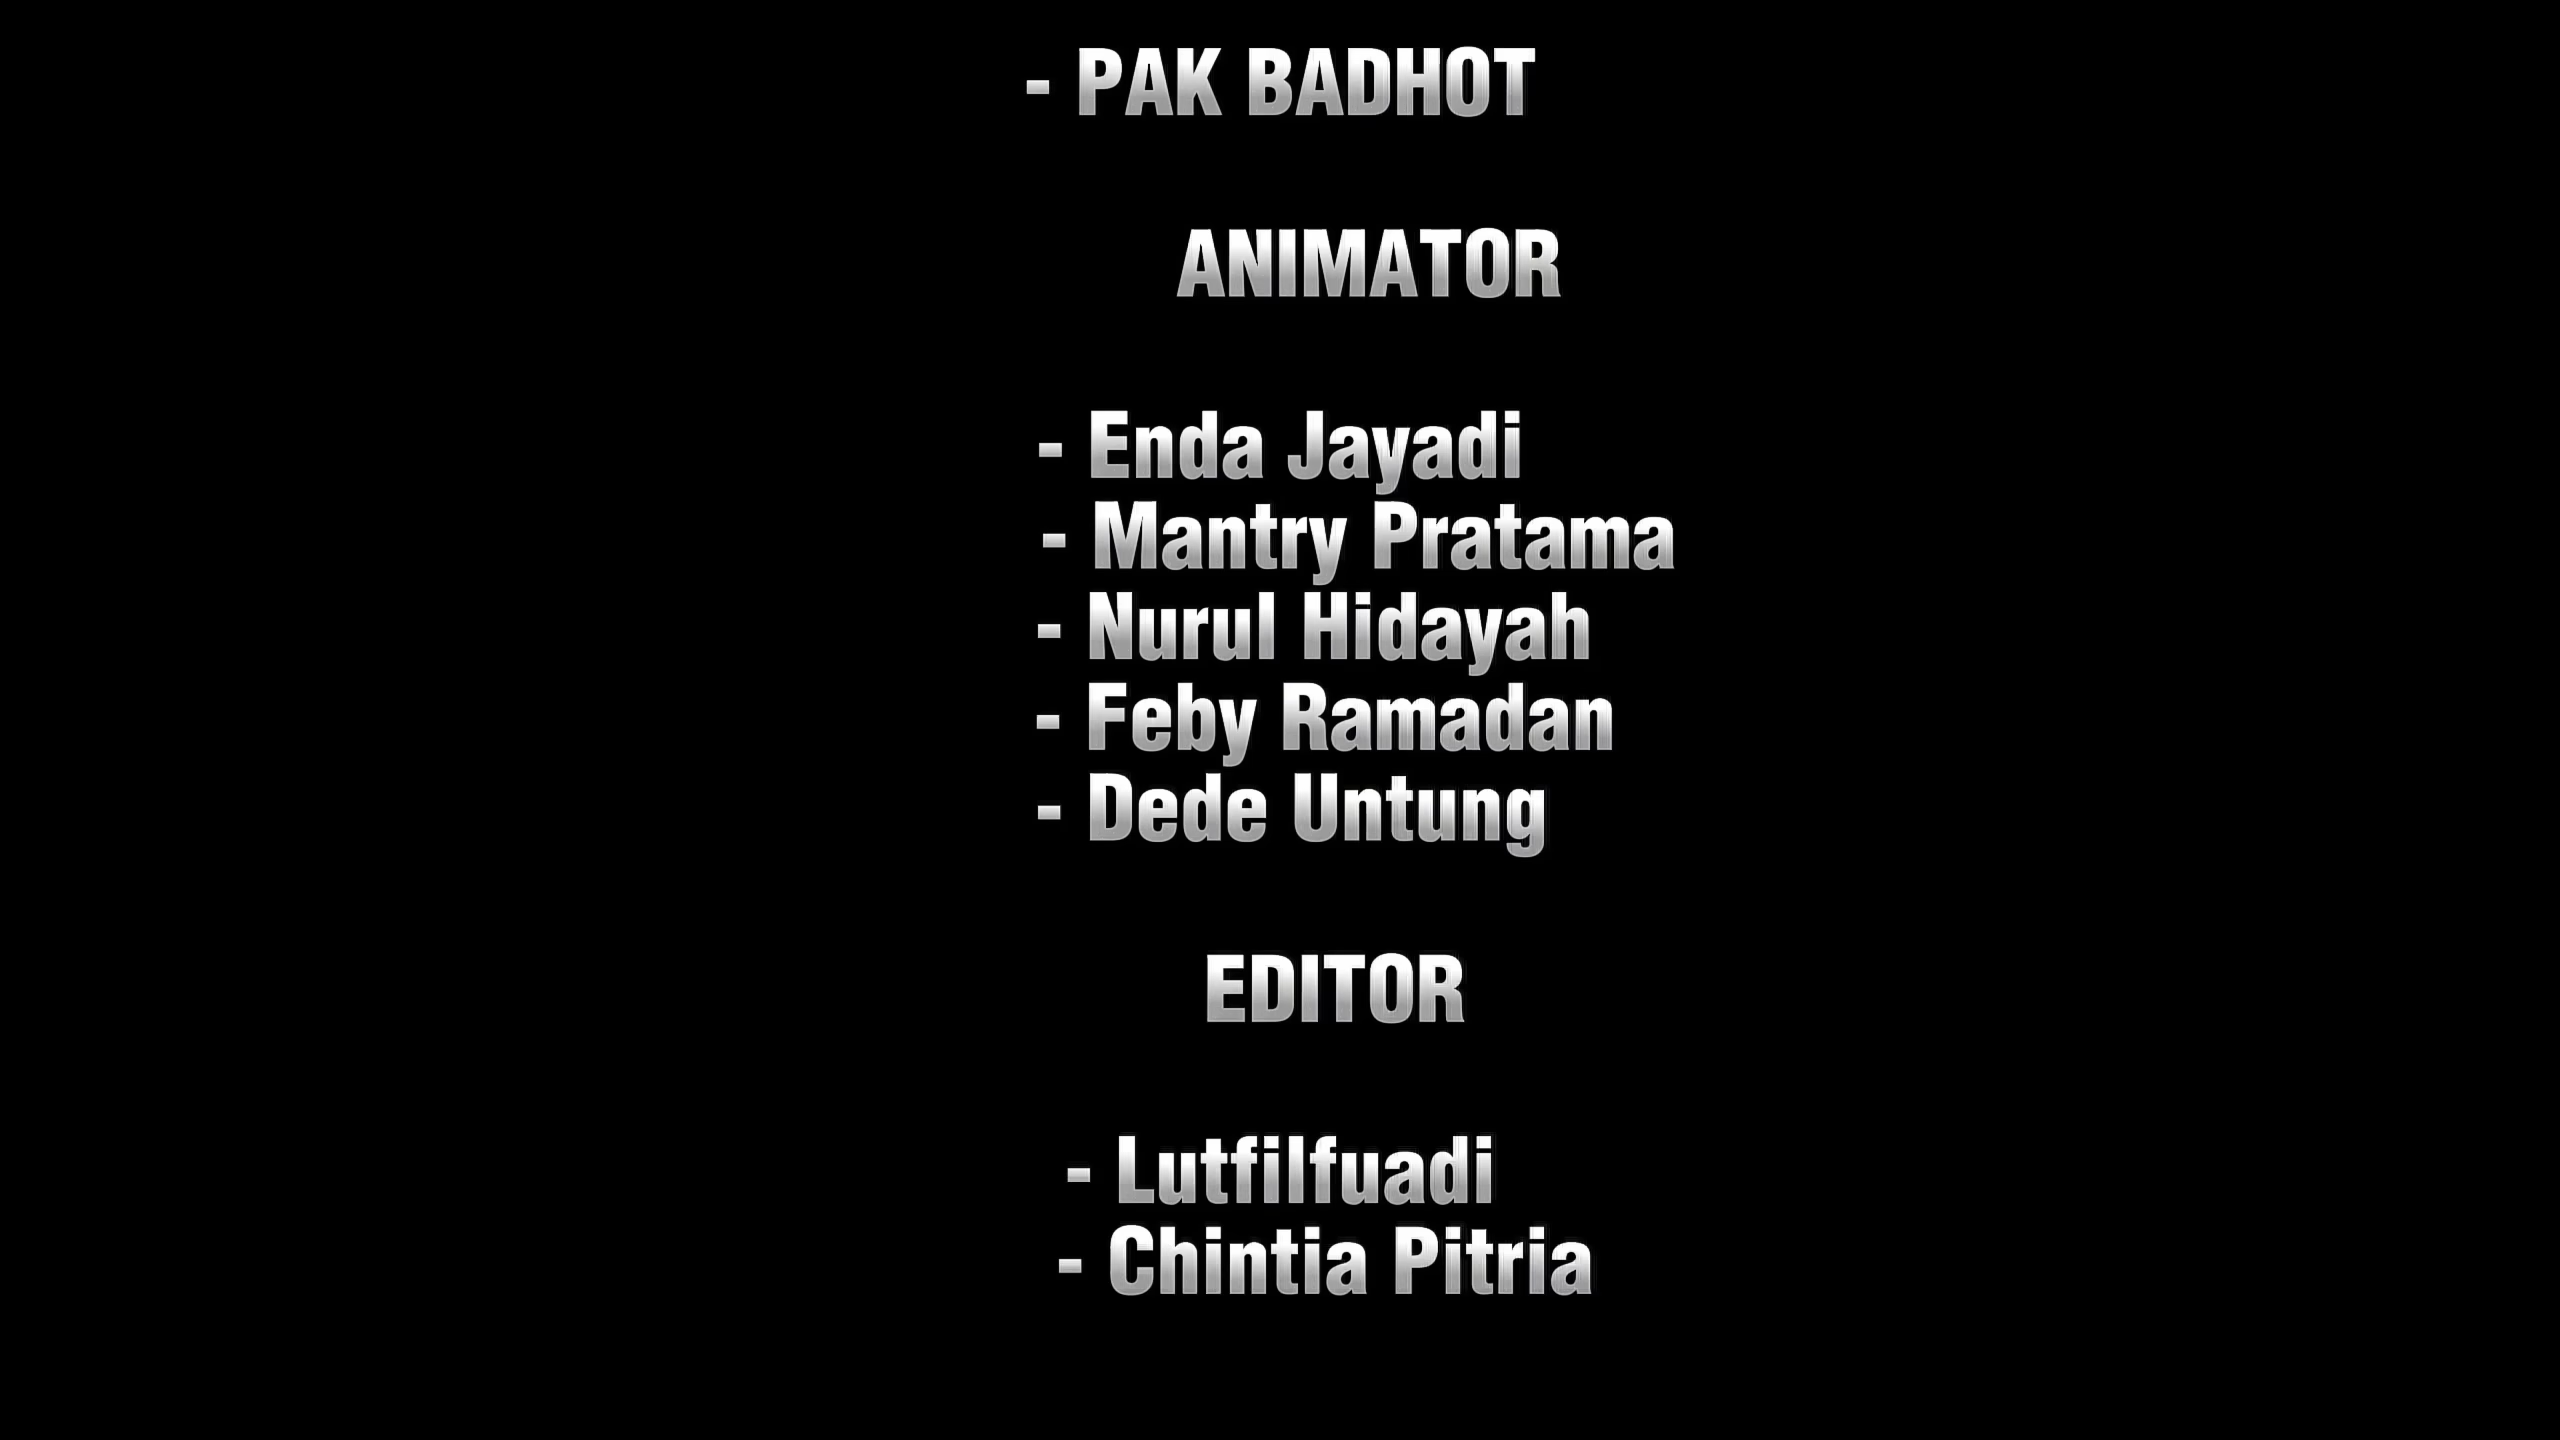 - PAK BADHOT
ANIMATOR
- Enda Jayadi
- Mantry Pratama
- Nurul Hidayah
- Feby Ramadan
- Dede Untung
EDITOR
- Lutfilfuadi
- Chintia Pitria